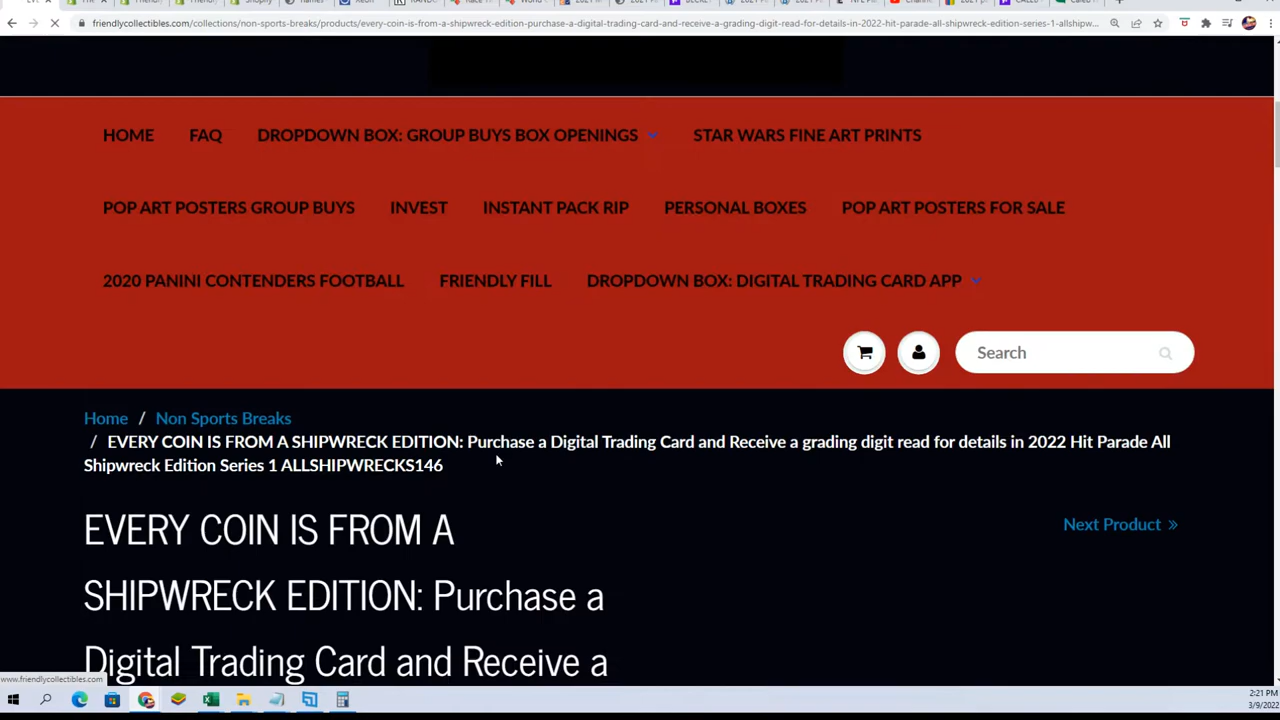 friendlycollectibles.com/collections/non-sports-breaks/products/every-coin-is-from-a-shipwreck-edition-purchase-a-digital-trading-card-and-receive-a-grading-digit-read-for-details-in-2022-hit-parade-all-shipwreck-edition-series-1-allshipw...
HOME FAQ DROPDOWN BOX: GROUP BUYS BOX OPENINGS STAR WARS FINE ART PRINTS
POP ART POSTERS GROUP BUYS INVEST INSTANT PACK RIP PERSONAL BOXES POP ART POSTERS FOR SALE
2020 PANINI CONTENDERS FOOTBALL FRIENDLY FILL DROPDOWN BOX: DIGITAL TRADING CARD APP
Search
Home / Non Sports Breaks
/ EVERY COIN IS FROM A SHIPWRECK EDITION: Purchase a Digital Trading Card and Receive a grading digit read for details in 2022 Hit Parade All
Shipwreck Edition Series 1 ALLSHIPWRECKS146
Next Product »
EVERY COIN IS FROM A
SHIPWRECK EDITION: Purchase a
Digital Trading Card and Receive a
www.friendlycollectibles.com
2:21 PM
3/9/2022